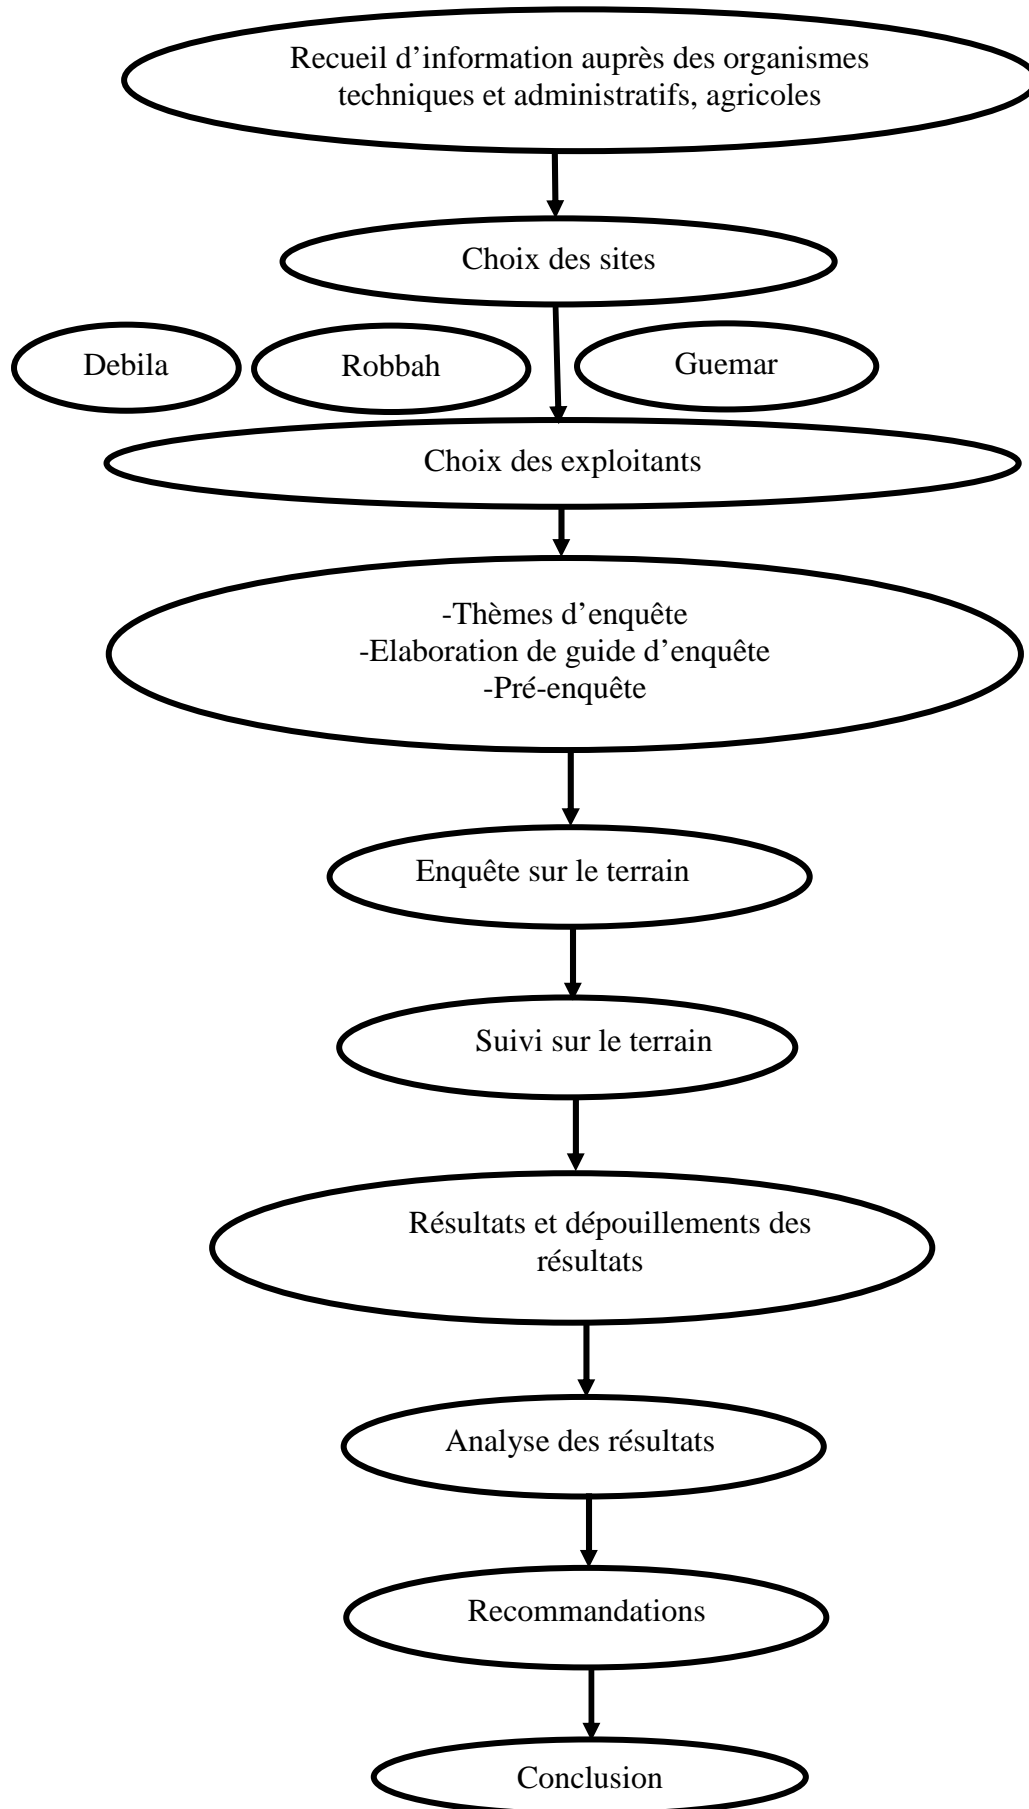 Recueil d’information auprès des organismes
techniques et administratifs, agricoles
Choix des sites
Debila
Robbah
Guemar
Choix des exploitants
-Thèmes d’enquête
-Elaboration de guide d’enquête
-Pré-enquête
Enquête sur le terrain
Suivi sur le terrain
Résultats et dépouillements des
résultats
Analyse des résultats
Recommandations
Conclusion